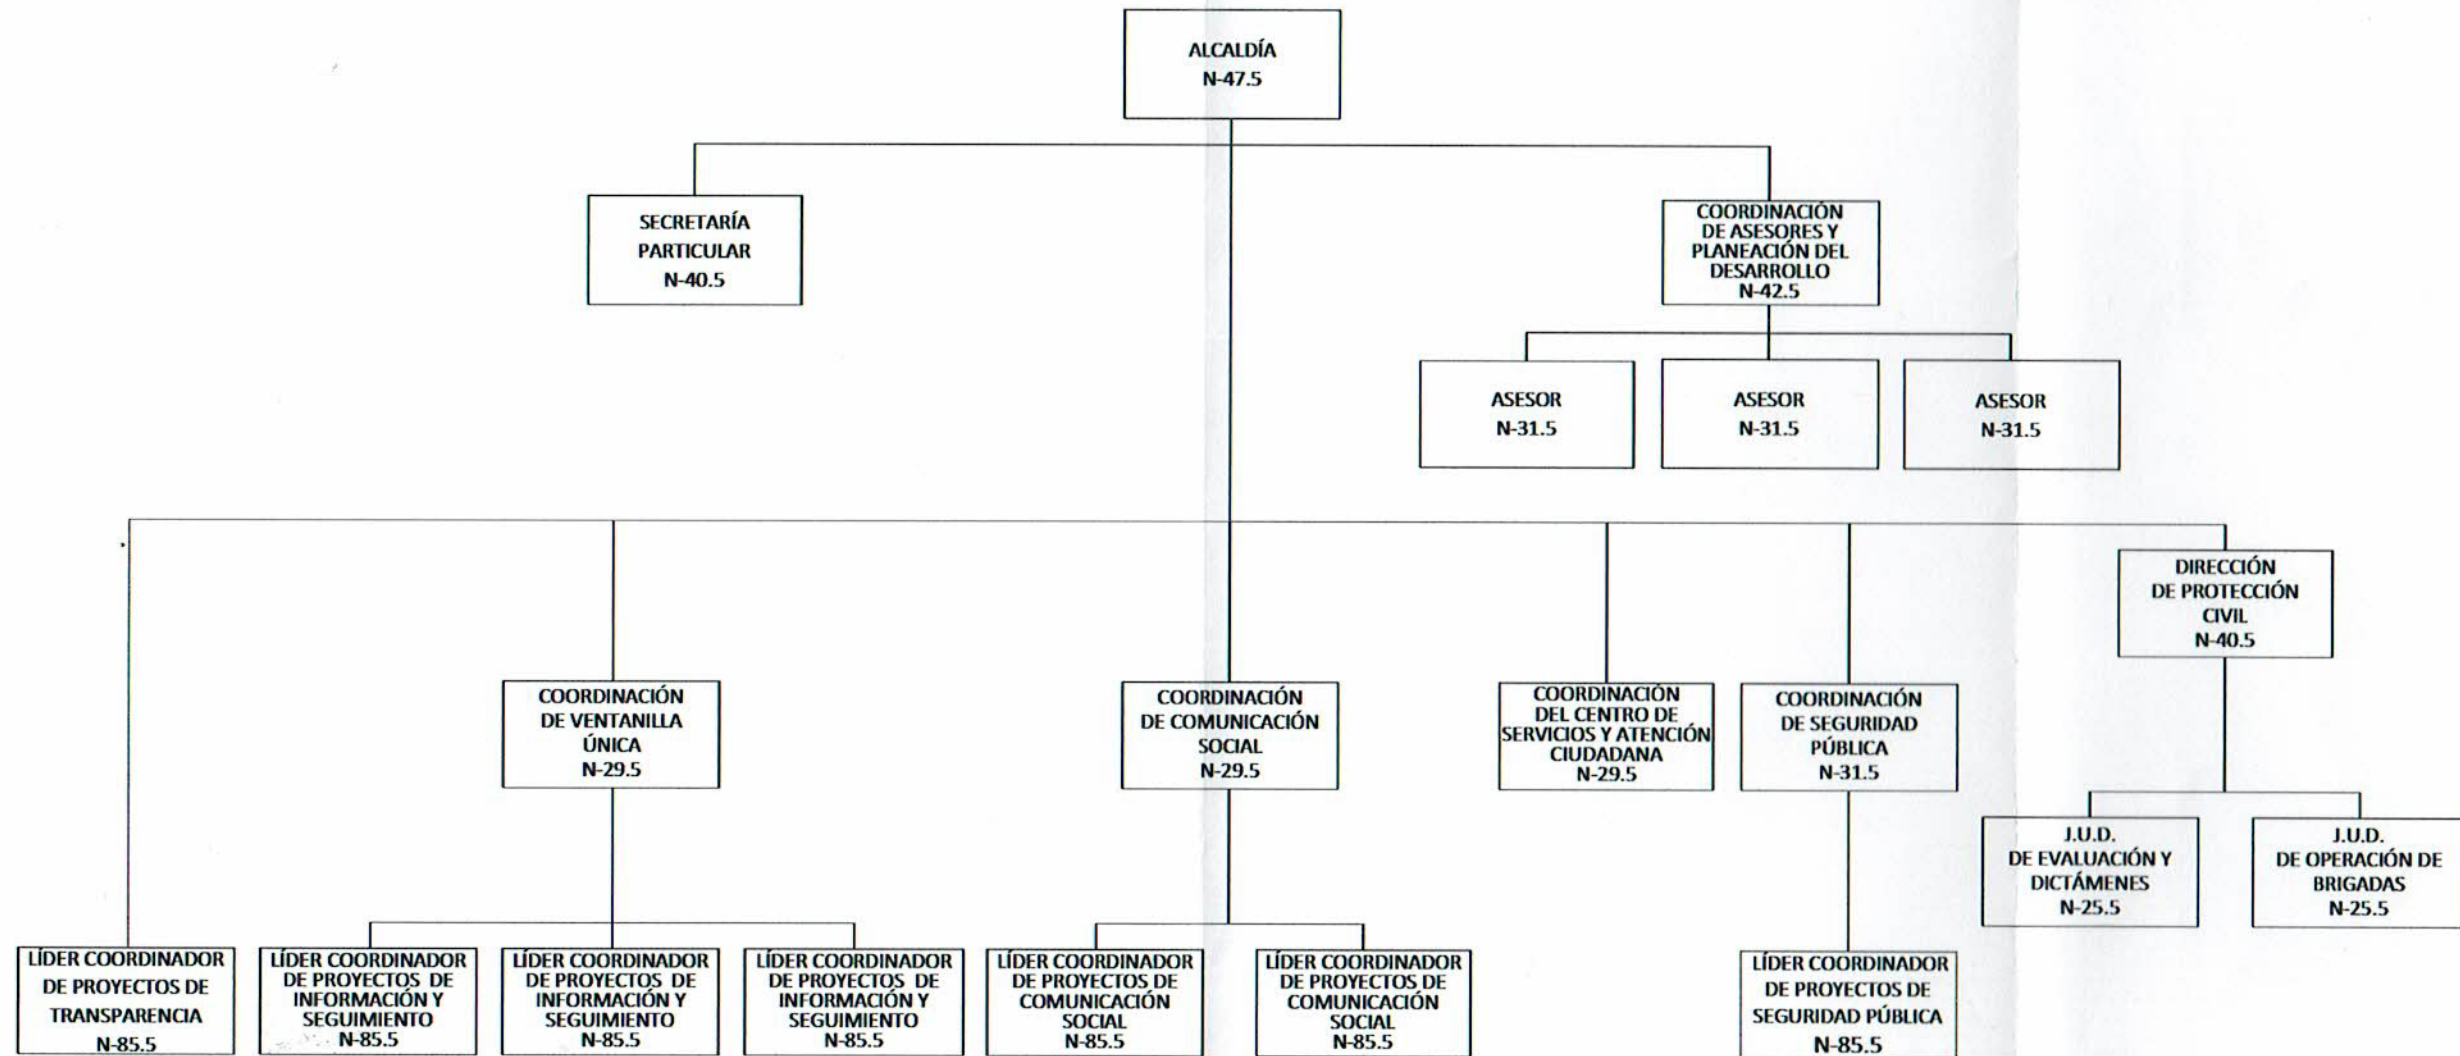 ALCALDÍA
N-47.5
SECRETARÍA
PARTICULAR
N-40.5
COORDINACIÓN
DE ASESORES Y
PLANEACIÓN DEL
DESARROLLO
N-42.5
ASESOR
N-31.5
ASESOR
N-31.5
ASESOR
N-31.5
DIRECCIÓN
DE PROTECCIÓN
CIVIL
N-40.5
COORDINACIÓN
DE VENTANILLA
ÚNICA
N-29.5
COORDINACIÓN
DE COMUNICACIÓN
SOCIAL
N-29.5
COORDINACIÓN
DEL CENTRO DE
SERVICIOS Y ATENCIÓN
CIUDADANA
N-29.5
COORDINACIÓN
DE SEGURIDAD
PÚBLICA
N-31.5
J.U.D.
DE EVALUACIÓN Y
DICTÁMENES
N-25.5
J.U.D.
DE OPERACIÓN DE
BRIGADAS
N-25.5
LÍDER COORDINADOR
DE PROYECTOS DE
TRANSPARENCIA
N-85.5
LÍDER COORDINADOR
DE PROYECTOS DE
INFORMACIÓN Y
SEGUIMIENTO
N-85.5
LÍDER COORDINADOR
DE PROYECTOS DE
INFORMACIÓN Y
SEGUIMIENTO
N-85.5
LÍDER COORDINADOR
DE PROYECTOS DE
INFORMACIÓN Y
SEGUIMIENTO
N-85.5
LÍDER COORDINADOR
DE PROYECTOS DE
COMUNICACIÓN
SOCIAL
N-85.5
LÍDER COORDINADOR
DE PROYECTOS DE
COMUNICACIÓN
SOCIAL
N-85.5
LÍDER COORDINADOR
DE PROYECTOS DE
SEGURIDAD PÚBLICA
N-85.5